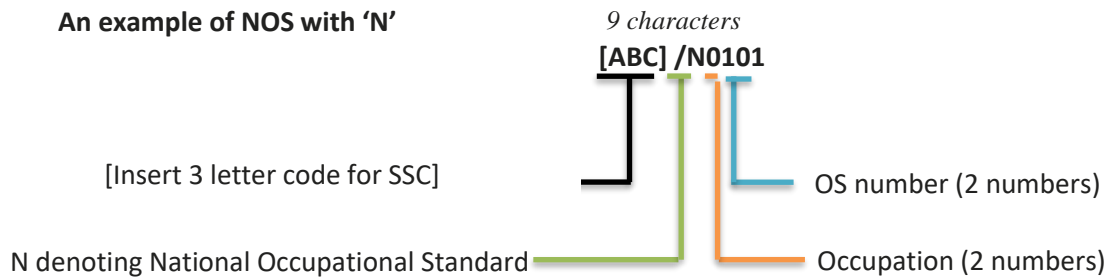 An example of NOS with ‘N’
9 characters
[ABC] /N0101
[Insert 3 letter code for SSC]
OS number (2 numbers)
N denoting National Occupational Standard
Occupation (2 numbers)